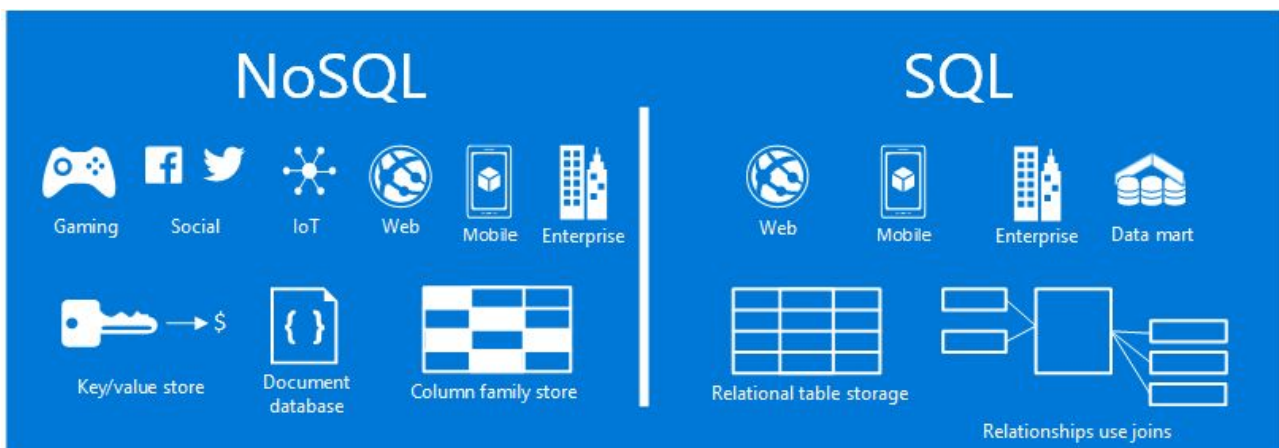 NoSQL
SQL
Gaming
Social
IoT
Web
Mobile
Enterprise
Web
Mobile
Enterprise
Data mart
$
{ }
Key/value store
Document
database
Column family store
Relational table storage
Relationships use joins